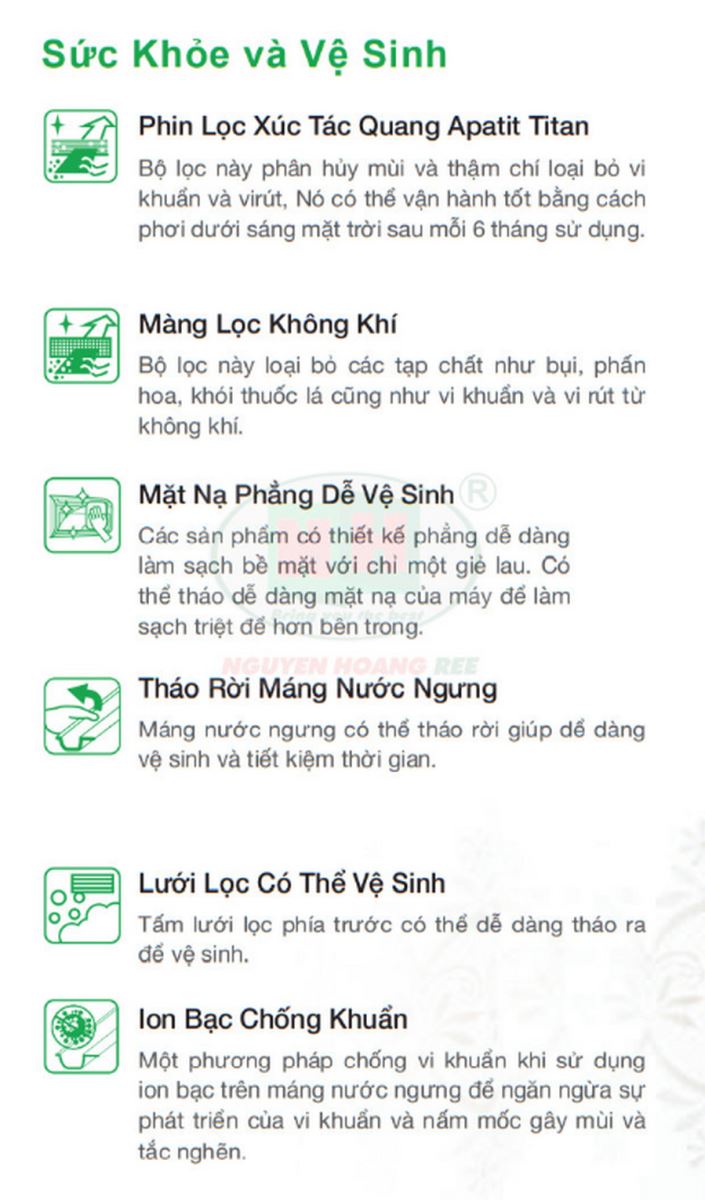 Sức Khỏe và Vệ Sinh
Phin Lọc Xúc Tác Quang Apatit Titan
Bộ lọc này phân hủy mùi và thậm chí loại bỏ vi
khuẩn và virút, Nó có thể vận hành tốt bằng cách
phơi dưới sáng mặt trời sau mỗi 6 tháng sử dụng.
Màng Lọc Không Khí
Bộ lọc này loại bỏ các tạp chất như bụi, phấn
hoa, khói thuốc lá cũng như vi khuẩn và vi rút từ
không khí.
Mặt Nạ Phẳng Dễ Vệ Sinh
®
Các sản phẩm có thiết kế phẳng dễ dàng
làm sạch bề mặt với chỉ một giẻ lau. Có
thể tháo dễ dàng mặt nạ của máy để làm
sạch triệt để hơn bên trong.
Bring you the best
NGUYEN HOANG REE
Tháo Rời Máng Nước Ngưng
Máng nước ngưng có thể tháo rời giúp dể dàng
vệ sinh và tiết kiệm thời gian.
Lưới Lọc Có Thể Vệ Sinh
Tấm lưới lọc phía trước có thể dễ dàng tháo ra
để vệ sinh.
Ion Bạc Chống Khuẩn
Một phương pháp chống vi khuẩn khi sử dụng
ion bạc trên máng nước ngưng để ngăn ngừa sự
phát triển của vi khuẩn và nấm mốc gây mùi và
tắc nghẽn.